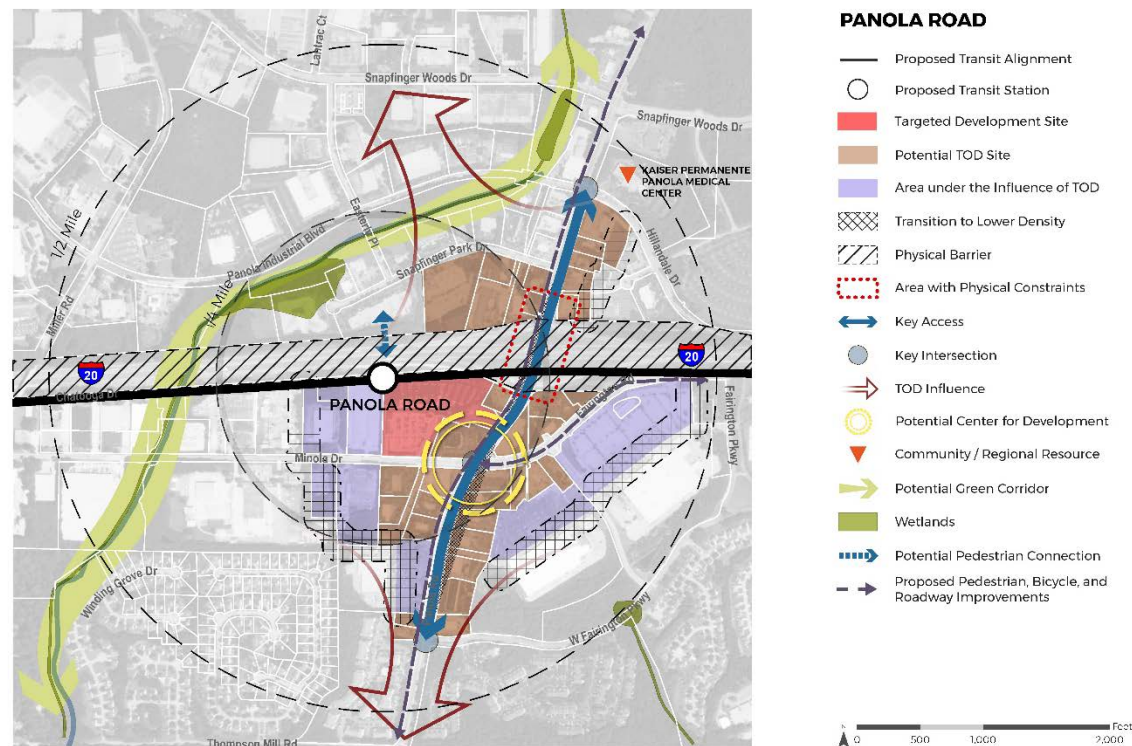 Lantrac Ct
Snapfinger Woods Dr
Snapfinger Woods Dr
KAISER PERMANENTE
PANOLA MEDICAL
CENTER
1/2 Mile
Eastern Pl
Panola Industrial Blvd
Snapfinger Park Dr
Hillandale Dr
1/4 Mile
Miller Rd
20
20
PANOLA ROAD
Fairington Rd
Fairington Pkwy
Minola Dr
Winding Grove Dr
W Fairington Pkwy
Thompson Mill Rd
PANOLA ROAD
Proposed Transit Alignment
Proposed Transit Station
Targeted Development Site
Potential TOD Site
Area under the Influence of TOD
Transition to Lower Density
Physical Barrier
Area with Physical Constraints
Key Access
Key Intersection
TOD Influence
Potential Center for Development
Community / Regional Resource
Potential Green Corridor
Wetlands
Potential Pedestrian Connection
Proposed Pedestrian, Bicycle, and
Roadway Improvements
N
Feet
0 500 1,000 2,000